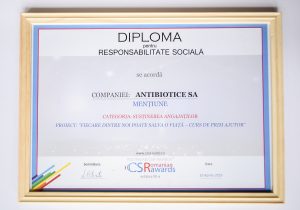 DIPLOMA
pentru
RESPONSABILITATE SOCIALA
se acordă
COMPANIEI: ANTIBIOTICE SA
MENȚIUNE
CATEGORIA: SUSȚINEREA ANGAJAȚILOR
PROIECT: "FIECARE DINTRE NOI POATE SALVA O VIAȚĂ – CURS DE PRIM AJUTOR"
CSR Romanian awards